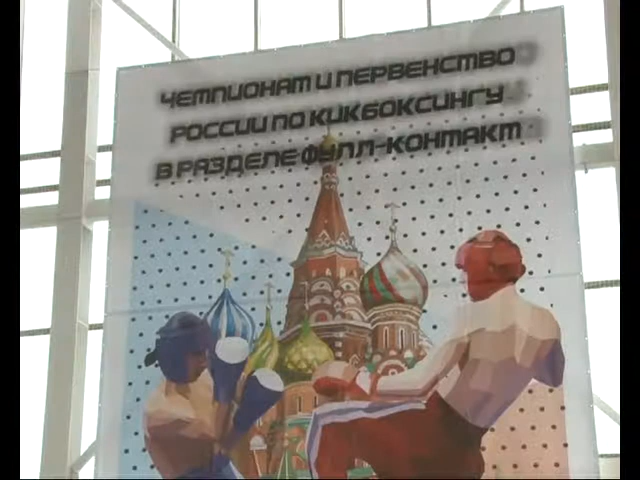 ЧЕМПИОНАТ И ПЕРВЕНСТВО
РОССИИ ПО КИКБОКСИНГУ
В РАЗДЕЛЕ ФУЛЛ-КОНТАКТ